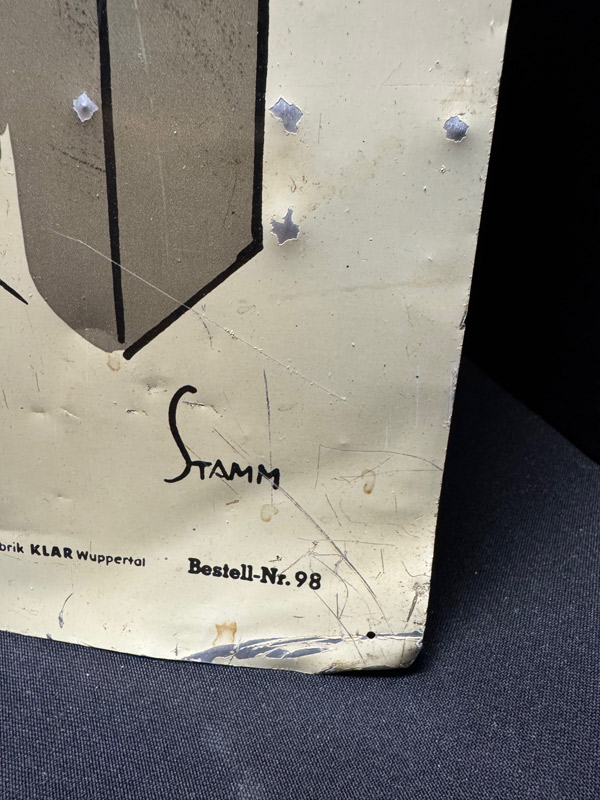 STAMM
brik KLAR Wuppertal
Bestell-Nr. 98